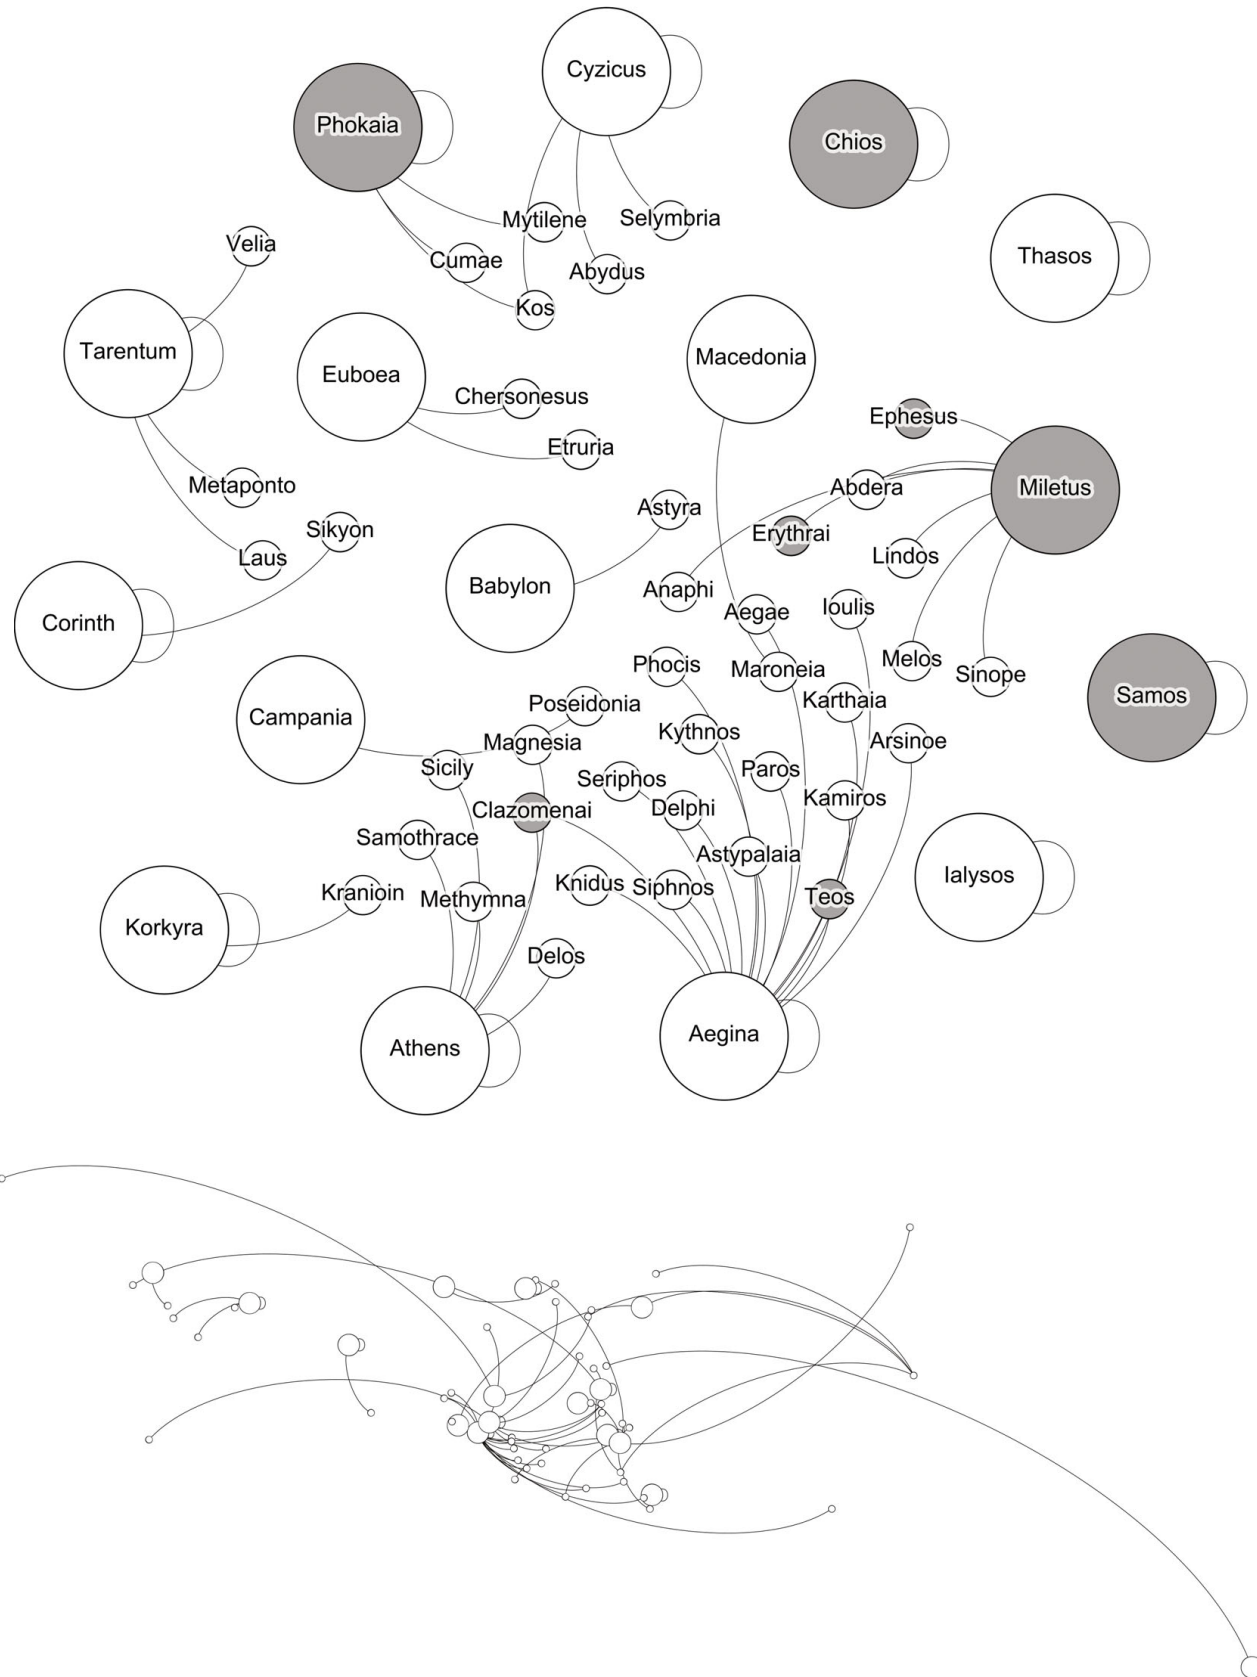 Cyzicus
Phokaia
Chios
Mytilene
Selymbria
Velia
Cumae
Abydus
Thasos
Kos
Tarentum
Euboea
Macedonia
Chersonesus
Ephesus
Etruria
Metaponto
Abdera
Miletus
Astyra
Sikyon
Erythrai
Laus
Lindos
Babylon
Anaphi
Corinth
Aegae
Ioulis
Phocis
Maroneia
Melos
Sinope
Samos
Karthaia
Poseidonia
Campania
Kythnos
Magnesia
Arsinoe
Sicily
Paros
Seriphos
Kamiros
Clazomenai
Delphi
Samothrace
Astypalaia
Ialysos
Knidus
Siphnos
Kranioin
Methymna
Teos
Korkyra
Delos
Aegina
Athens